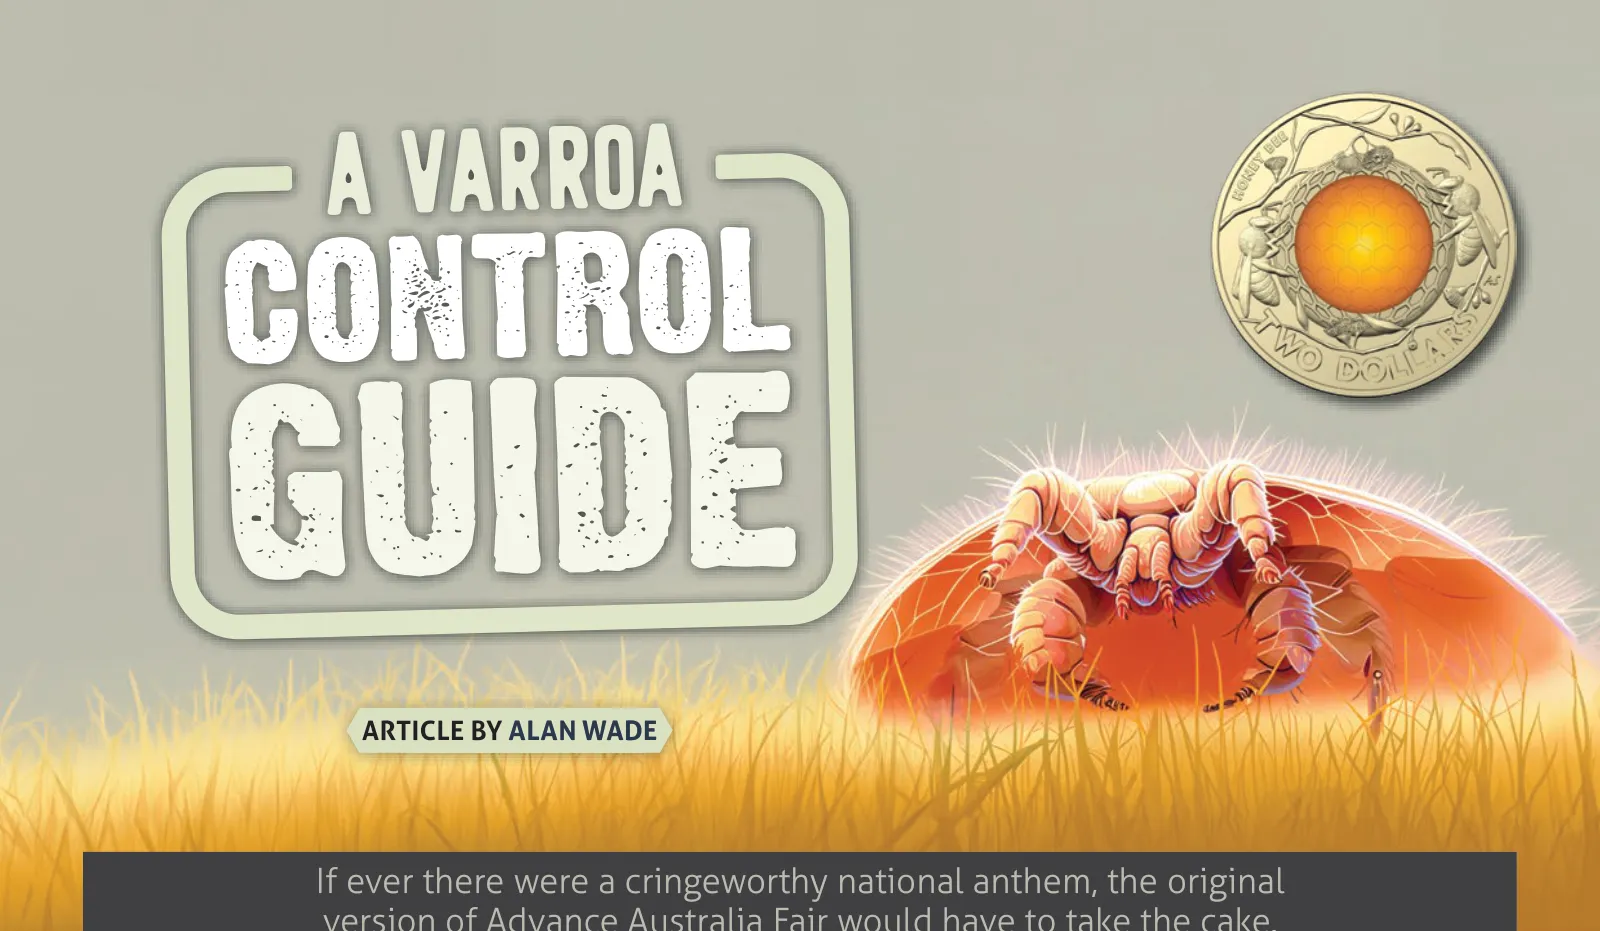 A VARROA
CONTROL
GUIDE
HONEY BEE
TWO DOLLARS
AS
ARTICLE BY ALAN WADE
If ever there were a cringeworthy national anthem, the original
version of Advance Australia Fair would have to take the cake.